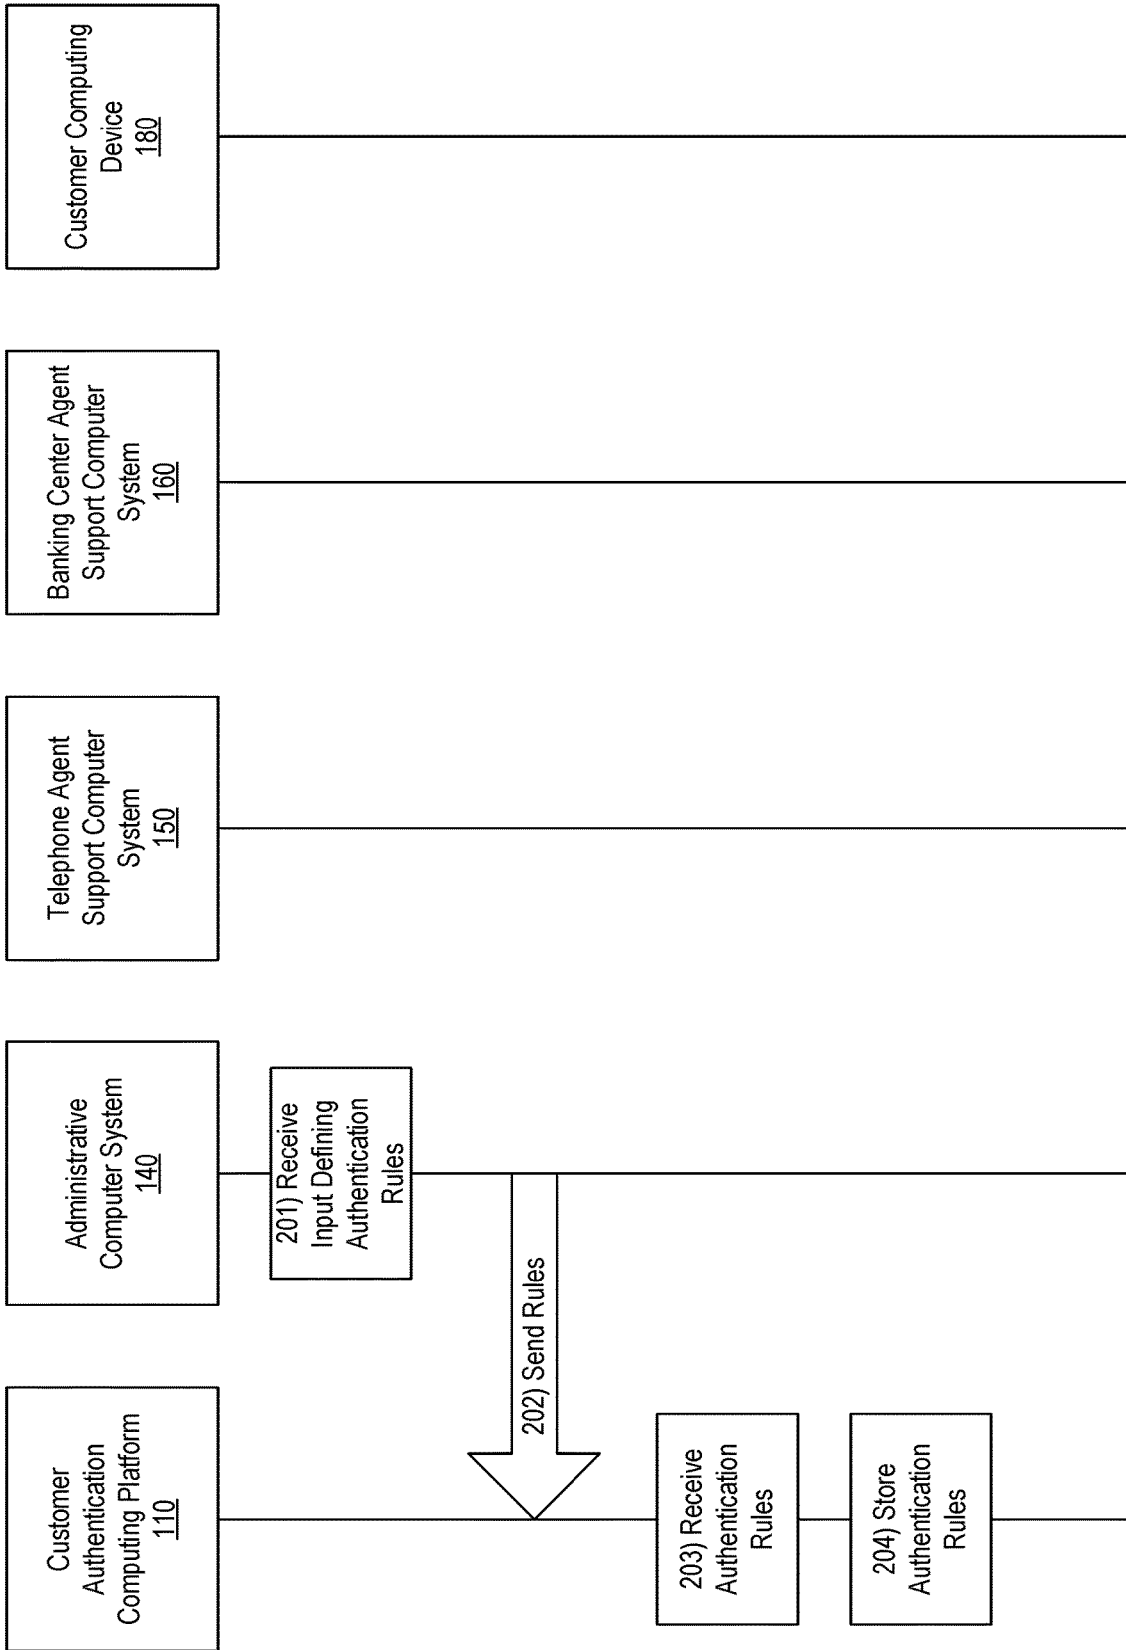 Customer
Authentication
Computing Platform
110
Administrative
Computer System
140
Telephone Agent
Support Computer
System
150
Banking Center Agent
Support Computer
System
160
Customer Computing
Device
180
201) Receive
Input Defining
Authentication
Rules
202) Send Rules
203) Receive
Authentication
Rules
204) Store
Authentication
Rules